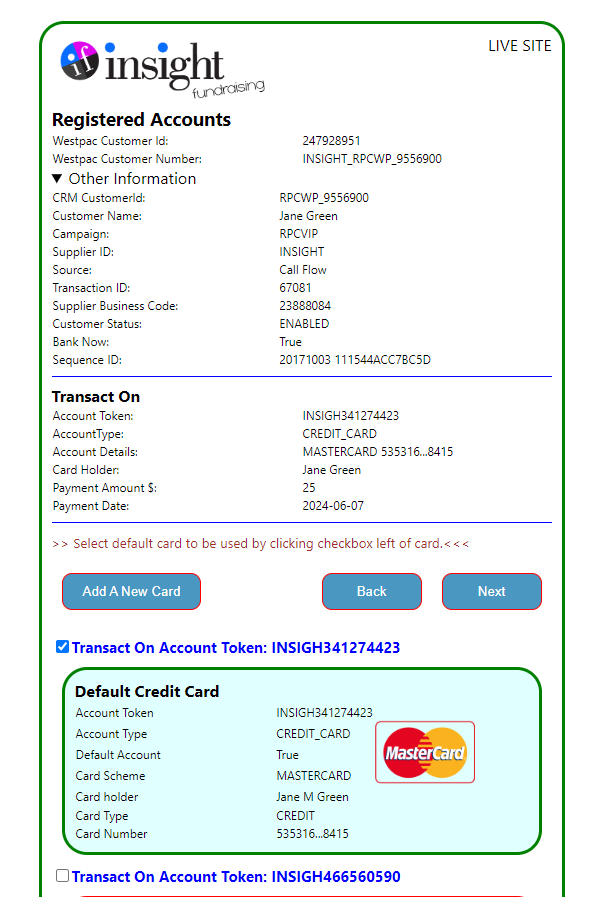 LIVE SITE
if insight
fundraising
Registered Accounts
Westpac Customer Id: 247928951
Westpac Customer Number: INSIGHT_RPCWP_9556900
▼ Other Information
CRM CustomerId: RPCWP_9556900
Customer Name: Jane Green
Campaign: RPCVIP
Supplier ID: INSIGHT
Source: Call Flow
Transaction ID: 67081
Supplier Business Code: 23888084
Customer Status: ENABLED
Bank Now: True
Sequence ID: 20171003 111544ACC7BC5D
Transact On
Account Token: INSIGH341274423
AccountType: CREDIT_CARD
Account Details: MASTERCARD 535316...8415
Card Holder: Jane Green
Payment Amount $: 25
Payment Date: 2024-06-07
>> Select default card to be used by clicking checkbox left of card.<<<
Add A New Card Back Next
Transact On Account Token: INSIGH341274423
Default Credit Card
Account Token INSIGH341274423
Account Type CREDIT_CARD
Default Account True
MasterCard
Card Scheme MASTERCARD
Card holder Jane M Green
Card Type CREDIT
Card Number 535316...8415
Transact On Account Token: INSIGH466560590